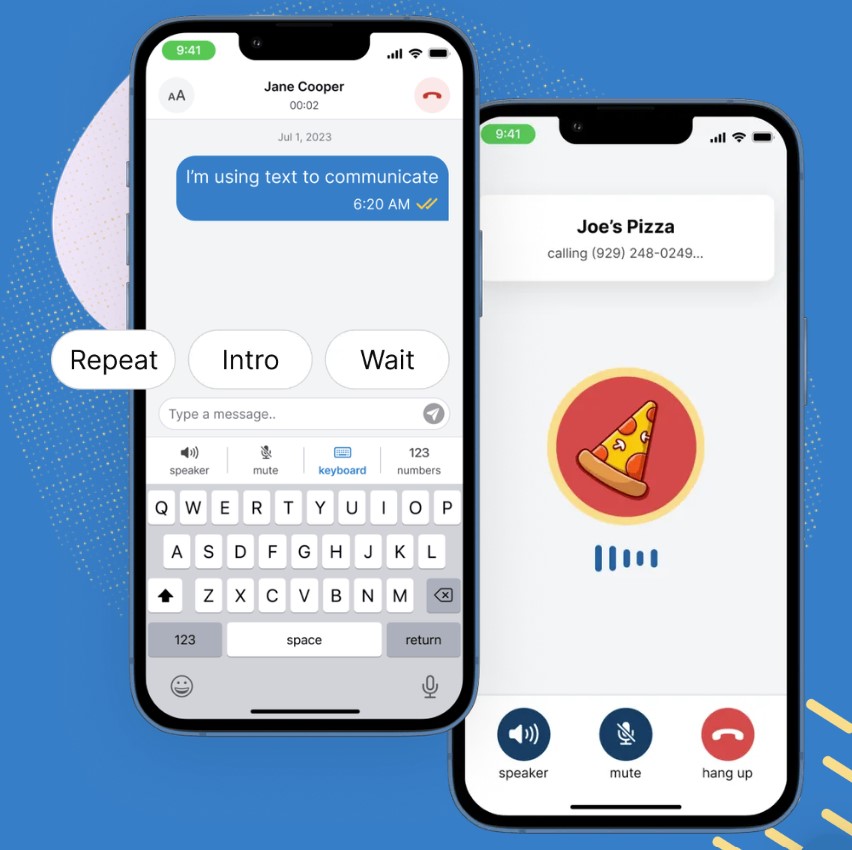 9:41
AA
Jane Cooper
00:02
Jul 1, 2023
I'm using text to communicate
6:20 AM
Repeat
Intro
Wait
Type a message..
speaker
mute
keyboard
123
numbers
Q W E R T Y U I O P
A S D F G H J K L
Z X C V B N M
123
space
return
9:41
Joe's Pizza
calling (929) 248-0249...
speaker
mute
hang up